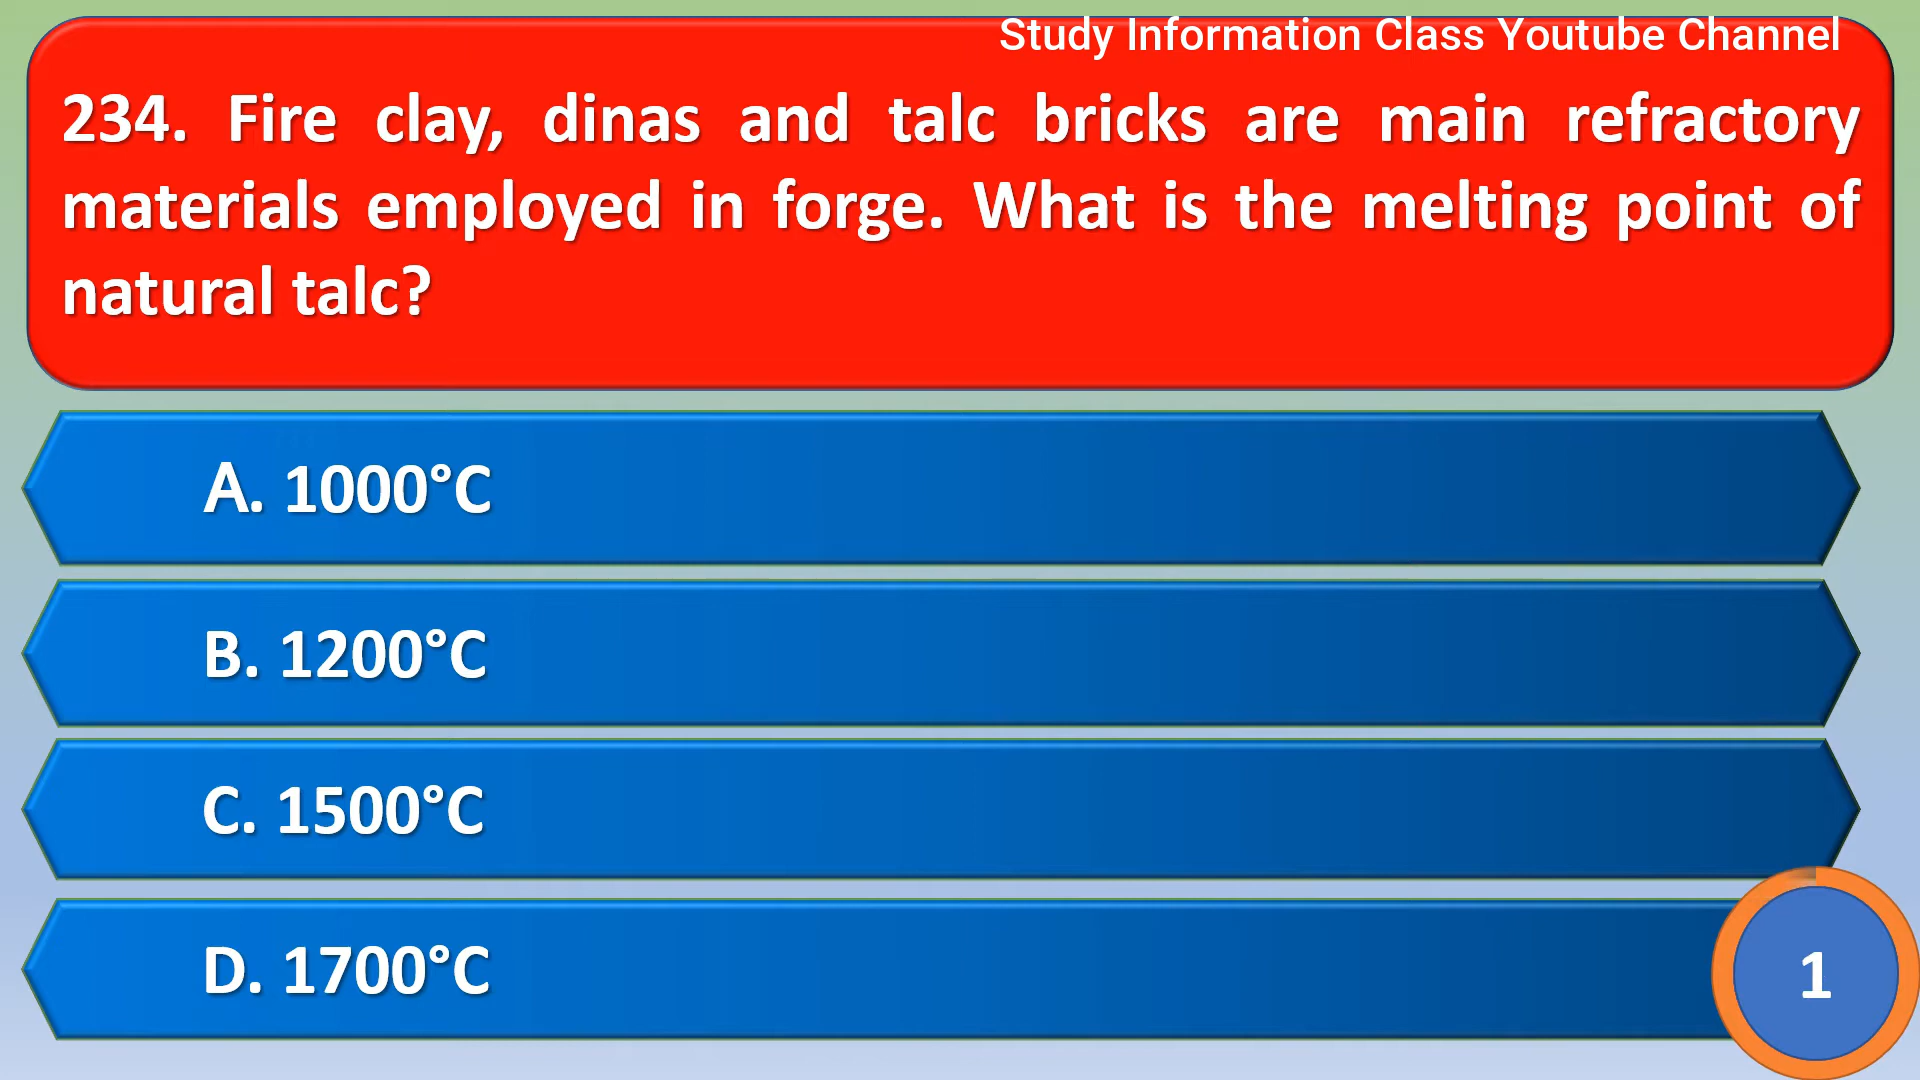 Study Information Class Youtube Channel
234. Fire clay, dinas and talc bricks are main refractory
materials employed in forge. What is the melting point of
natural talc?
A. 1000°C
B. 1200°C
C. 1500°C
D. 1700°C
1